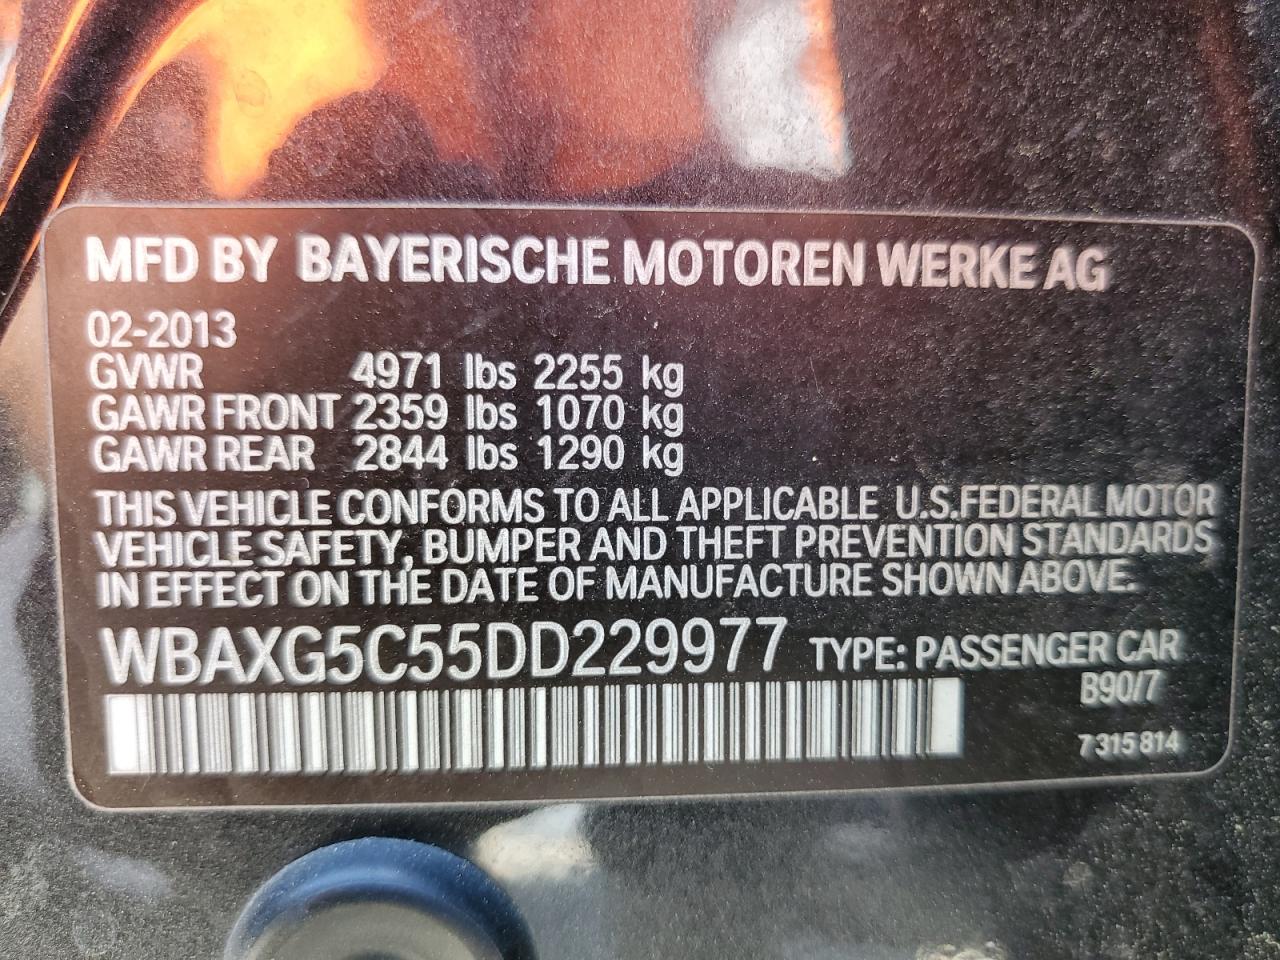 MFD BY BAYERISCHE MOTOREN WERKE AG
02-2013
GVWR 4971 lbs 2255 kg
GAWR FRONT 2359 lbs 1070 kg
GAWR REAR 2844 lbs 1290 kg
THIS VEHICLE CONFORMS TO ALL APPLICABLE U.S.FEDERAL MOTOR
VEHICLE SAFETY, BUMPER AND THEFT PREVENTION STANDARDS
IN EFFECT ON THE DATE OF MANUFACTURE SHOWN ABOVE.
WBAXG5C55DD229977 TYPE: PASSENGER CAR
B90/7
7 315 814